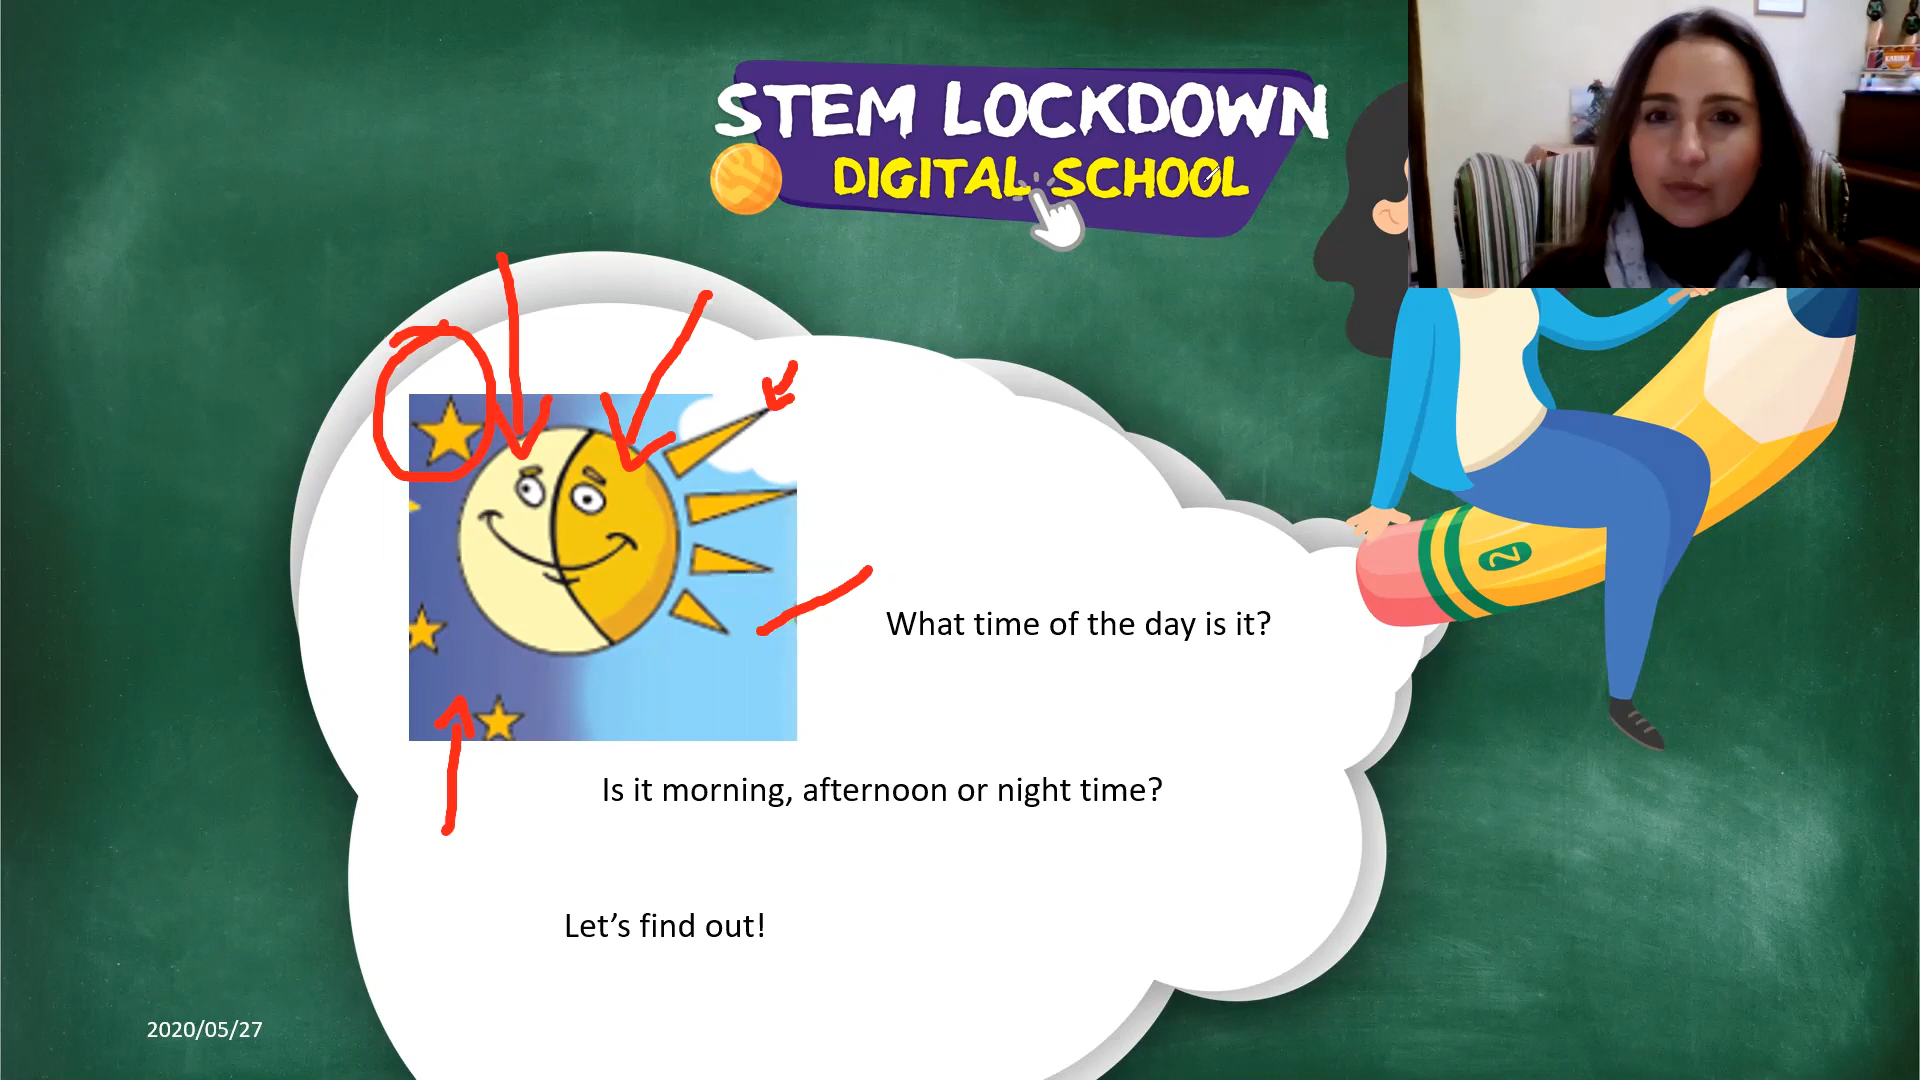 STEM LOCKDOWN
DIGITAL SCHOOL
What time of the day is it?
Is it morning, afternoon or night time?
Let’s find out!
2
2020/05/27